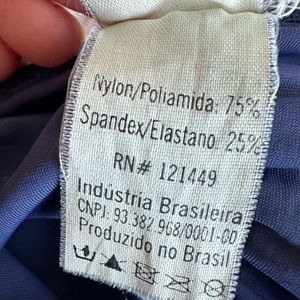 Nylon/Poliamida: 75%
Spandex/Elastano: 25%
RN# 121449
Indústria Brasileira
CNPJ: 93.382.968/0001-00
Produzido no Brasil